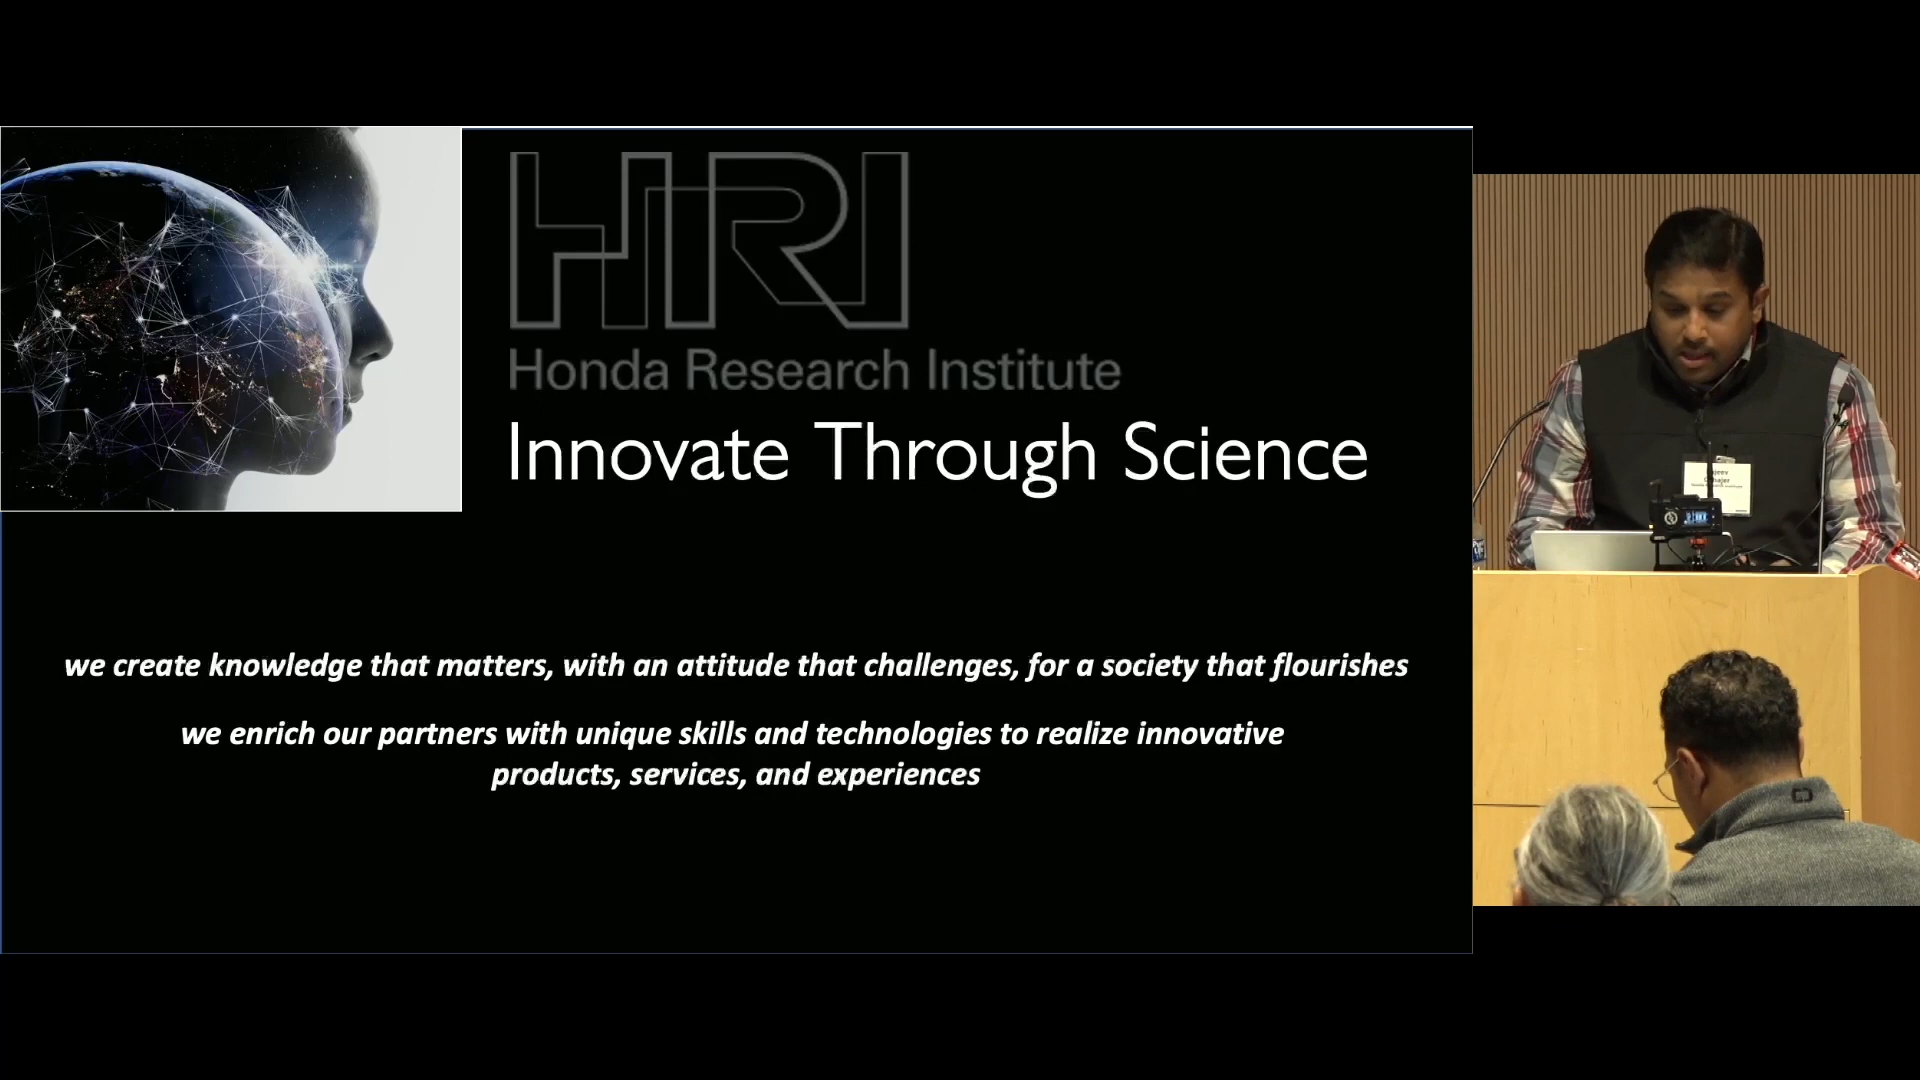 HRI
Honda Research Institute
Innovate Through Science
we create knowledge that matters, with an attitude that challenges, for a society that flourishes
we enrich our partners with unique skills and technologies to realize innovative
products, services, and experiences